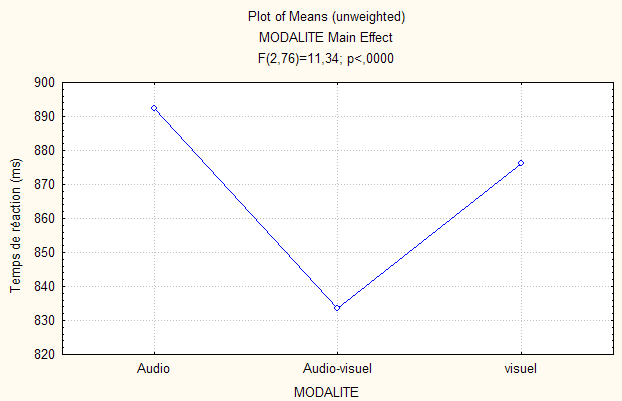 Plot of Means (unweighted)
MODALITE Main Effect
F(2,76)=11,34; p<,0000
900
890
880
870
860
850
840
830
820
Temps de réaction (ms)
Audio
Audio-visuel
visuel
MODALITE